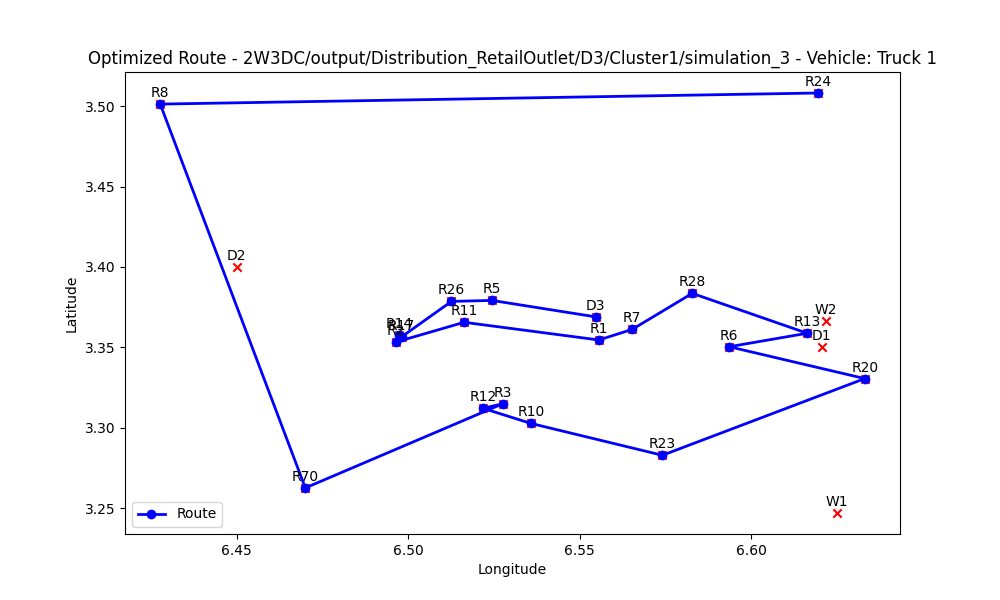 Optimized Route - 2W3DC/output/Distribution_RetailOutlet/D3/Cluster1/simulation_3 - Vehicle: Truck 1
R8
R24
3.50
3.45
D2
3.40
R28
R26
R5
D3
W2
R11
R13
R7
R1
R6
D1
3.35
R20
R12
R3
R10
3.30
R23
R70
3.25
W1
Route
6.45
6.50
6.55
6.60
Longitude
Latitude